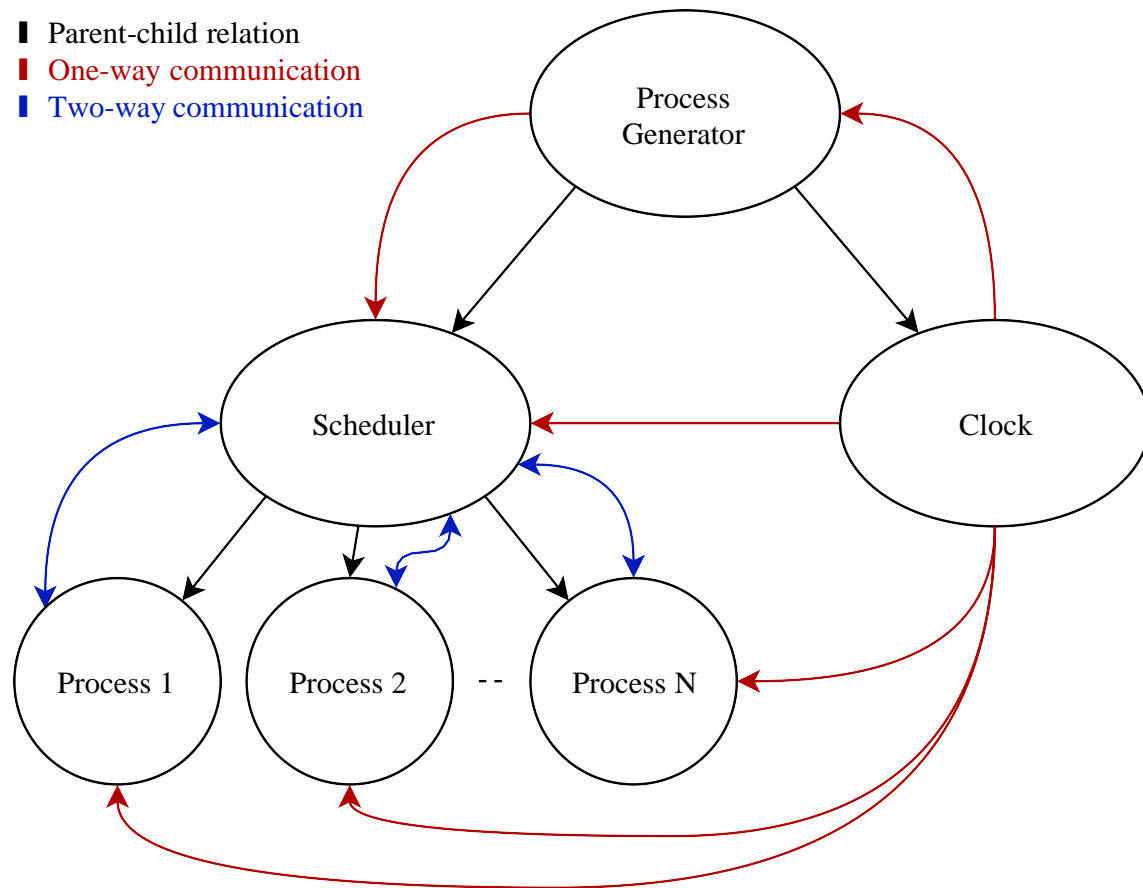 Parent-child relation
One-way communication
Two-way communication
Process
Generator
Scheduler
Clock
Process 1
Process 2
--
Process N